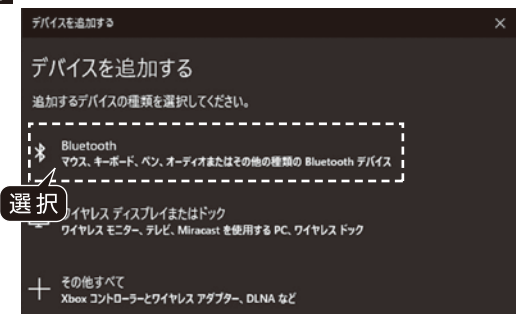 デバイスを追加する
デバイスを追加する
追加するデバイスの種類を選択してください。
Bluetooth
マウス、キーボード、ペン、オーディオまたはその他の種類の Bluetooth デバイス
選択
ワイヤレス ディスプレイまたはドック
ワイヤレス モニター、テレビ、Miracast を使用する PC、ワイヤレス ドック
その他すべて
Xbox コントローラーとワイヤレス アダプター、DLNA など